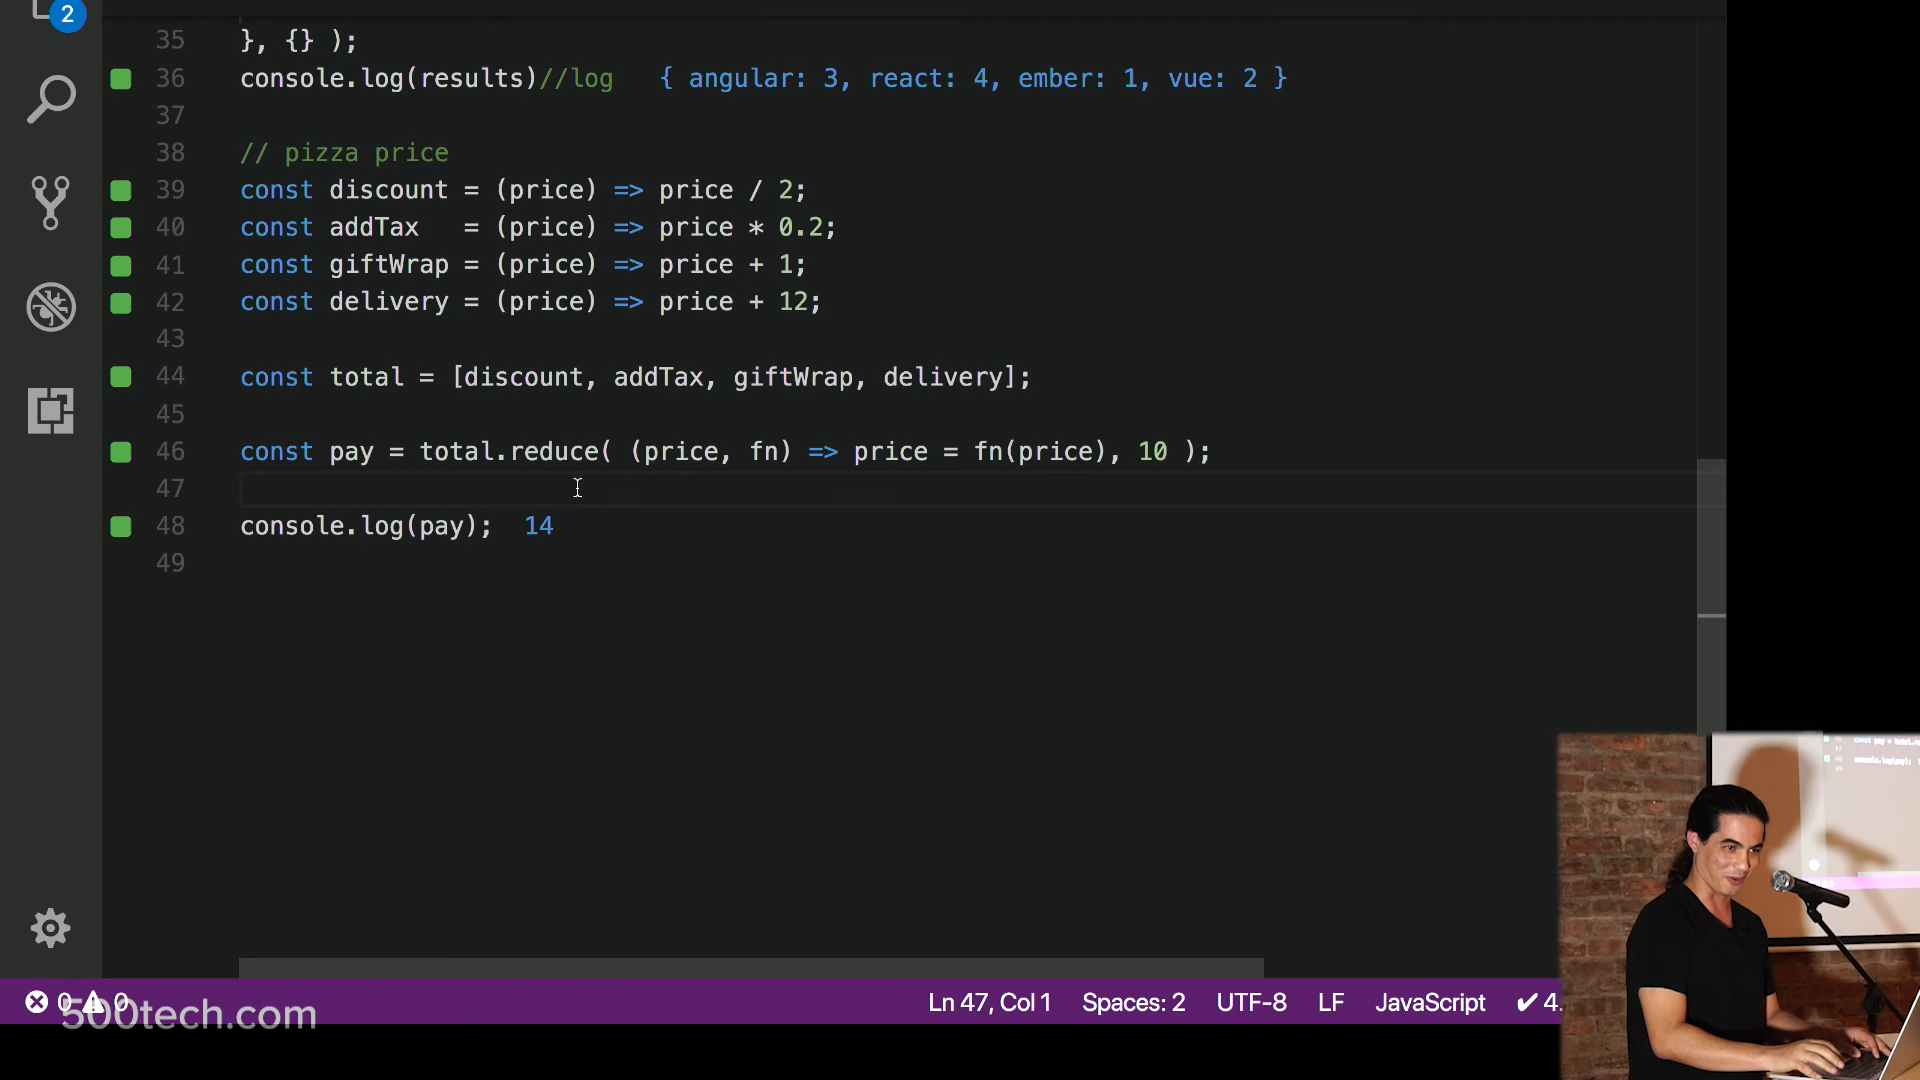 2
35 }, {} );
36 console.log(results)//log { angular: 3, react: 4, ember: 1, vue: 2 }
37
38 // pizza price
39 const discount = (price) => price / 2;
40 const addTax   = (price) => price * 0.2;
41 const giftWrap = (price) => price + 1;
42 const delivery = (price) => price + 12;
43
44 const total = [discount, addTax, giftWrap, delivery];
45
46 const pay = total.reduce( (price, fn) => price = fn(price), 10 );
47
48 console.log(pay); 14
49
0 0 Ln 47, Col 1 Spaces: 2 UTF-8 LF JavaScript ✔ 4.
500tech.com